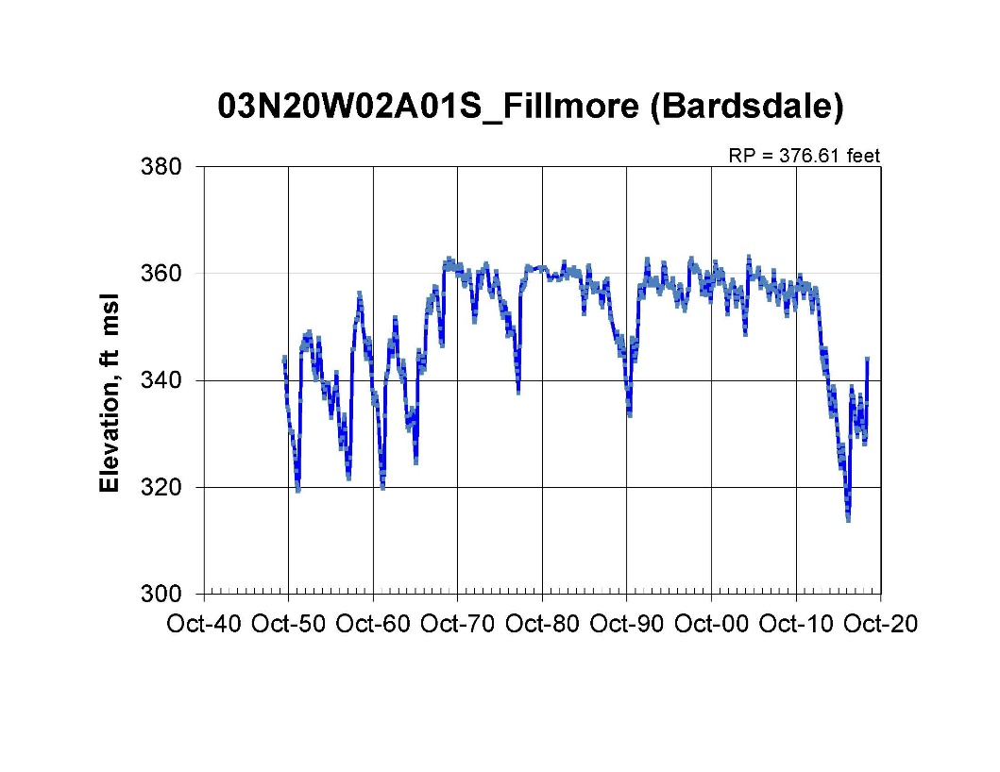 03N20W02A01S_Fillmore (Bardsdale)
RP = 376.61 feet
380
360
340
320
300
Elevation, ft msl
Oct-40 Oct-50 Oct-60 Oct-70 Oct-80 Oct-90 Oct-00 Oct-10 Oct-20